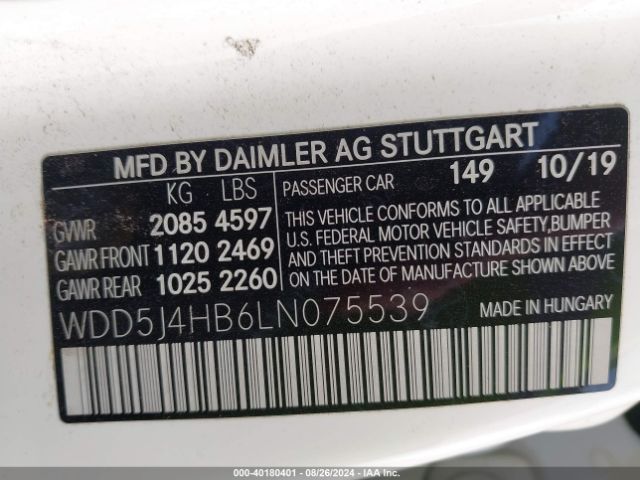 MFD BY DAIMLER AG STUTTGART
KG LBS
GVWR 2085 4597
GAWR FRONT 1120 2469
GAWR REAR 1025 2260
PASSENGER CAR 149 10/19
THIS VEHICLE CONFORMS TO ALL APPLICABLE
U.S. FEDERAL MOTOR VEHICLE SAFETY,BUMPER
AND THEFT PREVENTION STANDARDS IN EFFECT
ON THE DATE OF MANUFACTURE SHOWN ABOVE
WDD5J4HB6LN075539
MADE IN HUNGARY
000-40180401 - 08/26/2024 - IAA Inc.